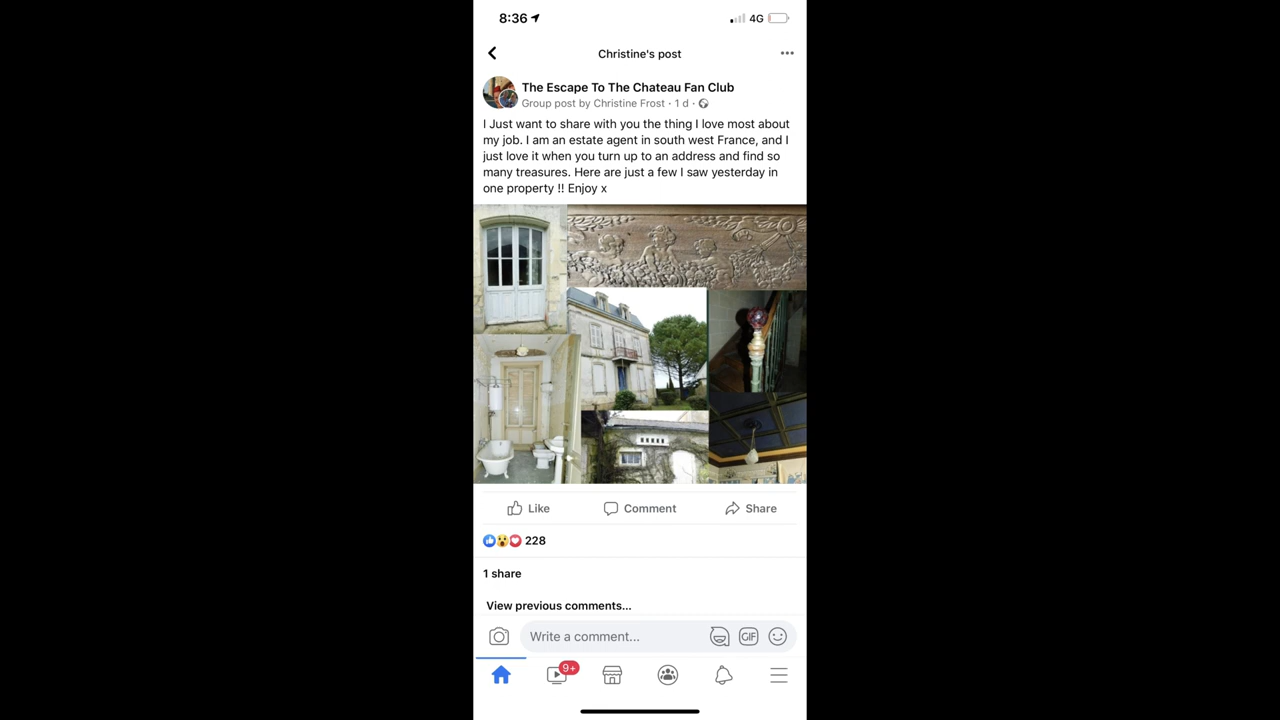 8:36
4G
Christine's post
The Escape To The Chateau Fan Club
Group post by Christine Frost · 1 d ·
I Just want to share with you the thing I love most about
my job. I am an estate agent in south west France, and I
just love it when you turn up to an address and find so
many treasures. Here are just a few I saw yesterday in
one property !! Enjoy x
Like
Comment
Share
228
1 share
View previous comments...
Write a comment...
GIF
9+